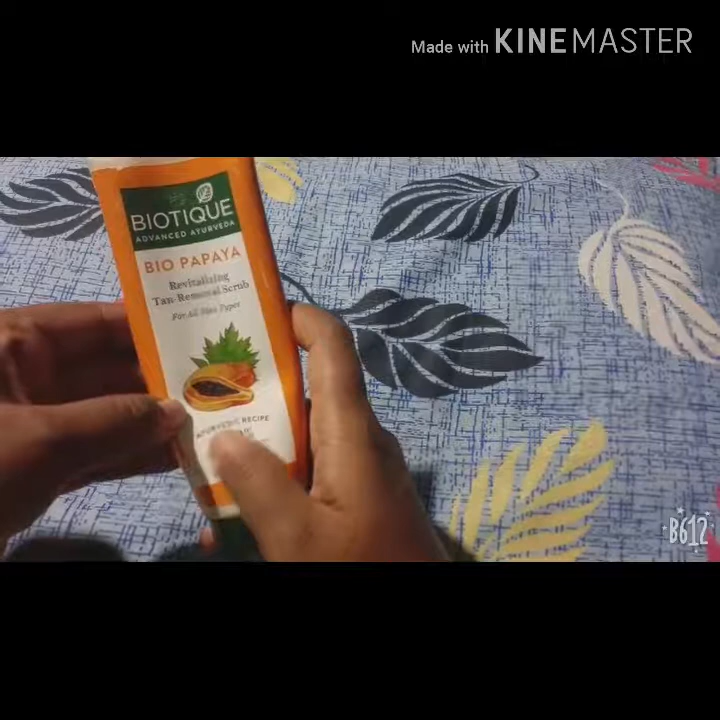 Made with KINEMASTER
BIOTIQUE
ADVANCED AYURVEDA
BIO PAPAYA
Revitalizing
Tan-Removal Scrub
For All Skin Types
AYURVEDIC RECIPE
B612